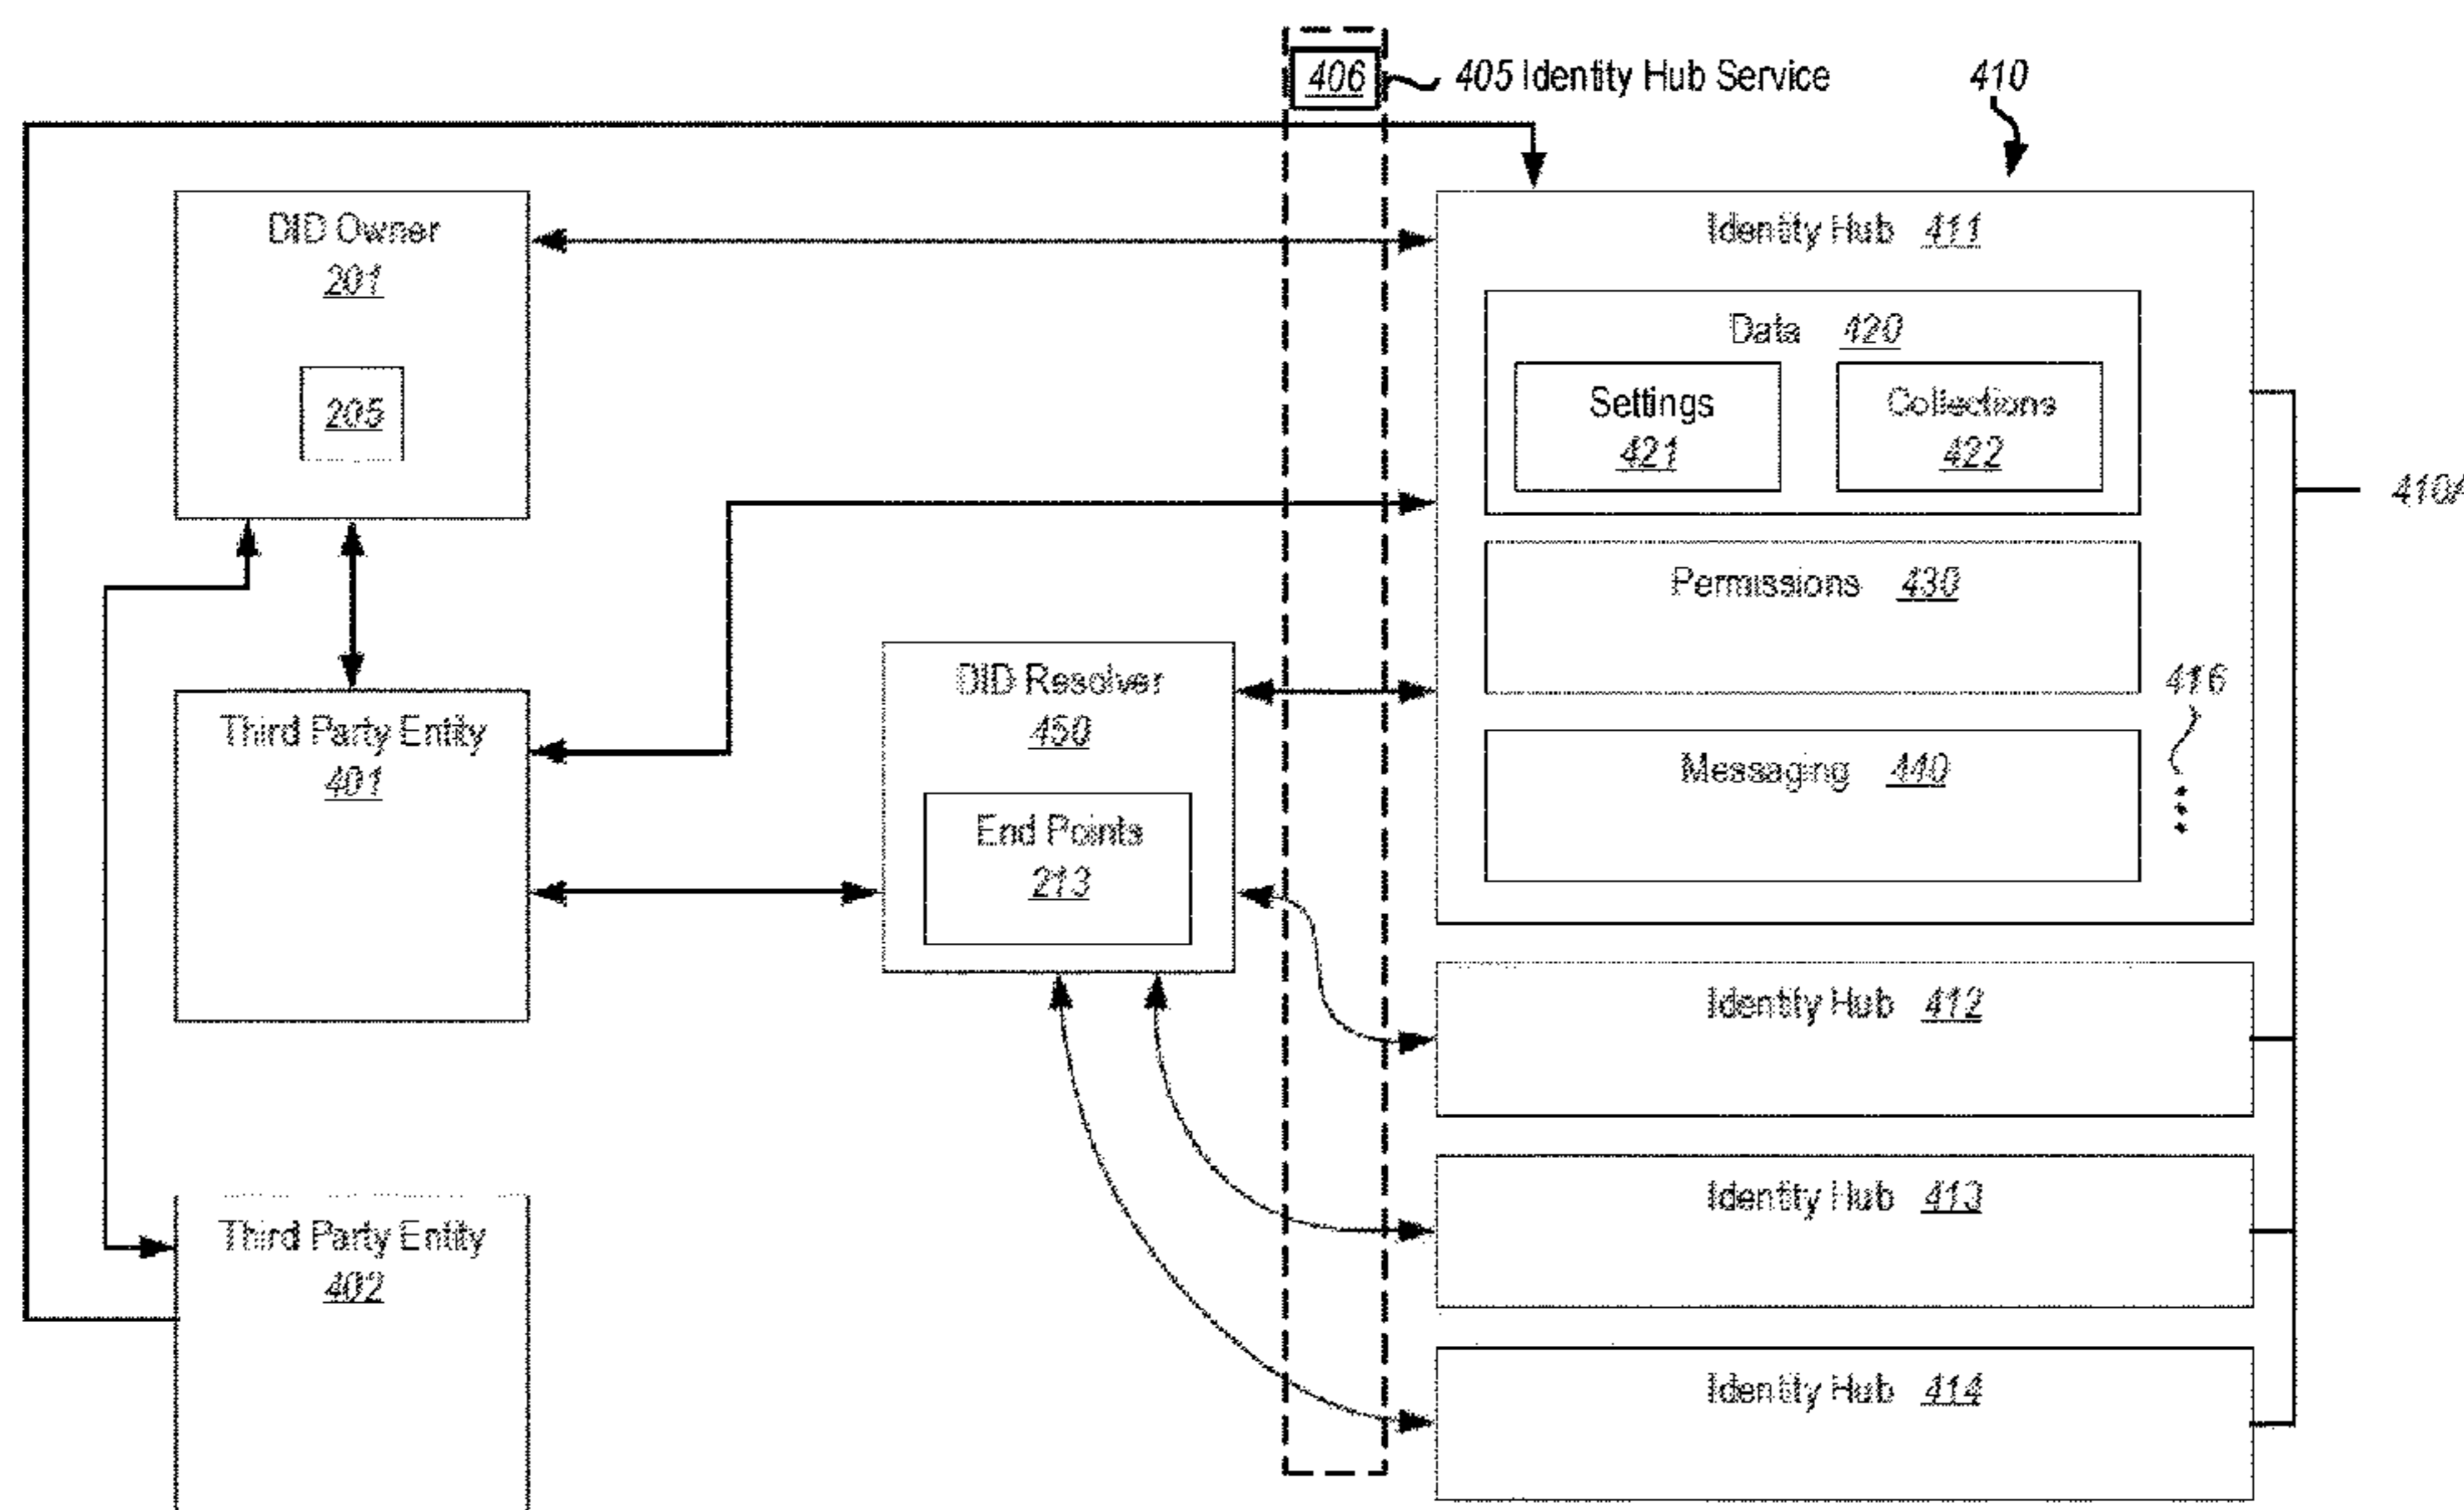 406
405 Identity Hub Service
410
DID Owner
201
205
Identity Hub 411
Data 420
Settings
421
Collections
422
410A
Permissions 430
416
Third Party Entity
401
DID Resolver
450
End Points
213
Messaging 440
Identity Hub 412
Identity Hub 413
Third Party Entity
402
Identity Hub 414